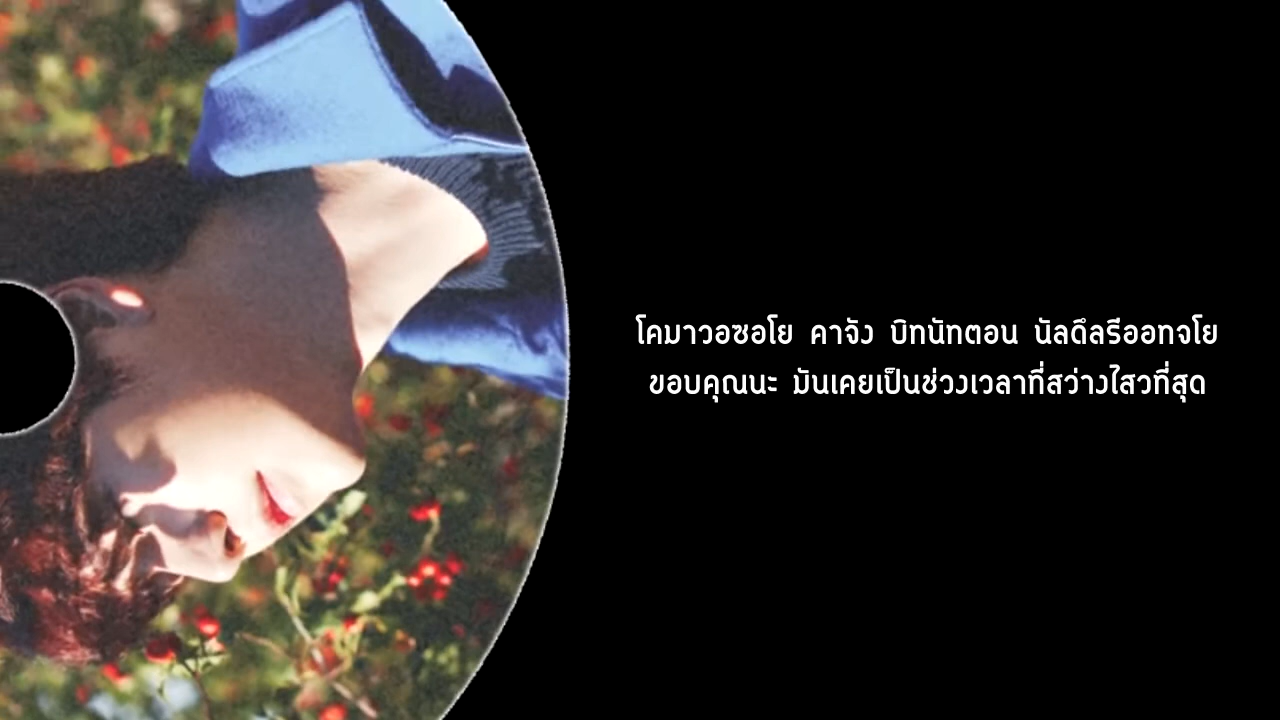 โคมาวอซอโย คาจัง บิทนัทตอน นัลดึลรีออทจโย
ขอบคุณนะ มันเคยเป็นช่วงเวลาที่สว่างไสวที่สุด